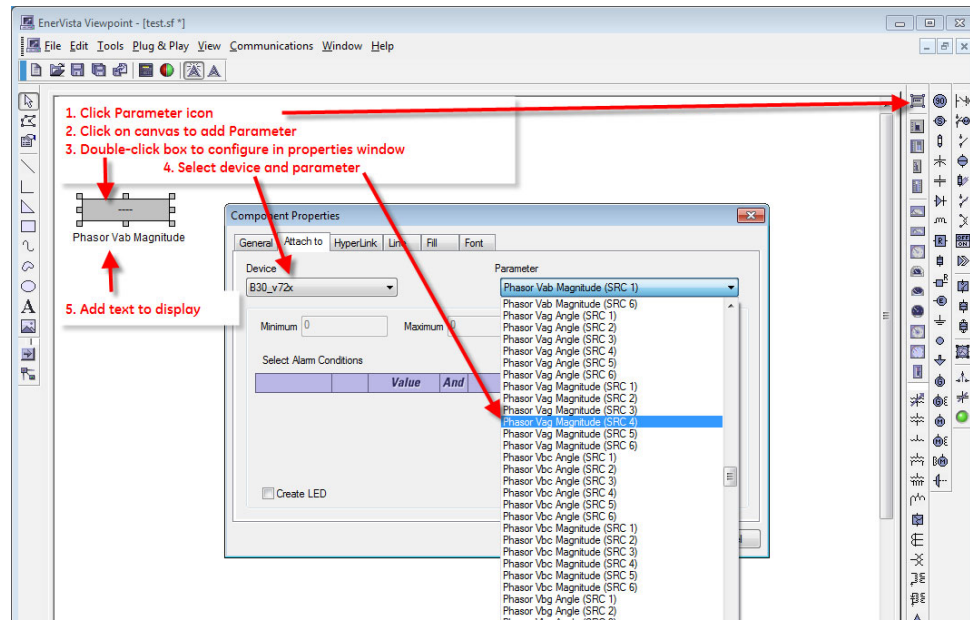 EnerVista Viewpoint - [test.sf *]
File Edit Tools Plug & Play View Communications Window Help
1. Click Parameter icon
2. Click on canvas to add Parameter
3. Double-click box to configure in properties window
4. Select device and parameter
----
Phasor Vab Magnitude
5. Add text to display
Component Properties
General Attach to HyperLink Line Fill Font
Device
Parameter
B30_v72x
Phasor Vab Magnitude (SRC 1)
Minimum 0 Maximum 0
Select Alarm Conditions
Value And
Create LED
Phasor Vab Magnitude (SRC 6)
Phasor Vag Angle (SRC 1)
Phasor Vag Angle (SRC 2)
Phasor Vag Angle (SRC 3)
Phasor Vag Angle (SRC 4)
Phasor Vag Angle (SRC 5)
Phasor Vag Angle (SRC 6)
Phasor Vag Magnitude (SRC 1)
Phasor Vag Magnitude (SRC 2)
Phasor Vag Magnitude (SRC 3)
Phasor Vag Magnitude (SRC 4)
Phasor Vag Magnitude (SRC 5)
Phasor Vag Magnitude (SRC 6)
Phasor Vbc Angle (SRC 1)
Phasor Vbc Angle (SRC 2)
Phasor Vbc Angle (SRC 3)
Phasor Vbc Angle (SRC 4)
Phasor Vbc Angle (SRC 5)
Phasor Vbc Angle (SRC 6)
Phasor Vbc Magnitude (SRC 1)
Phasor Vbc Magnitude (SRC 2)
Phasor Vbc Magnitude (SRC 3)
Phasor Vbc Magnitude (SRC 4)
Phasor Vbc Magnitude (SRC 5)
Phasor Vbc Magnitude (SRC 6)
Phasor Vbg Angle (SRC 1)
Phasor Vbg Angle (SRC 2)